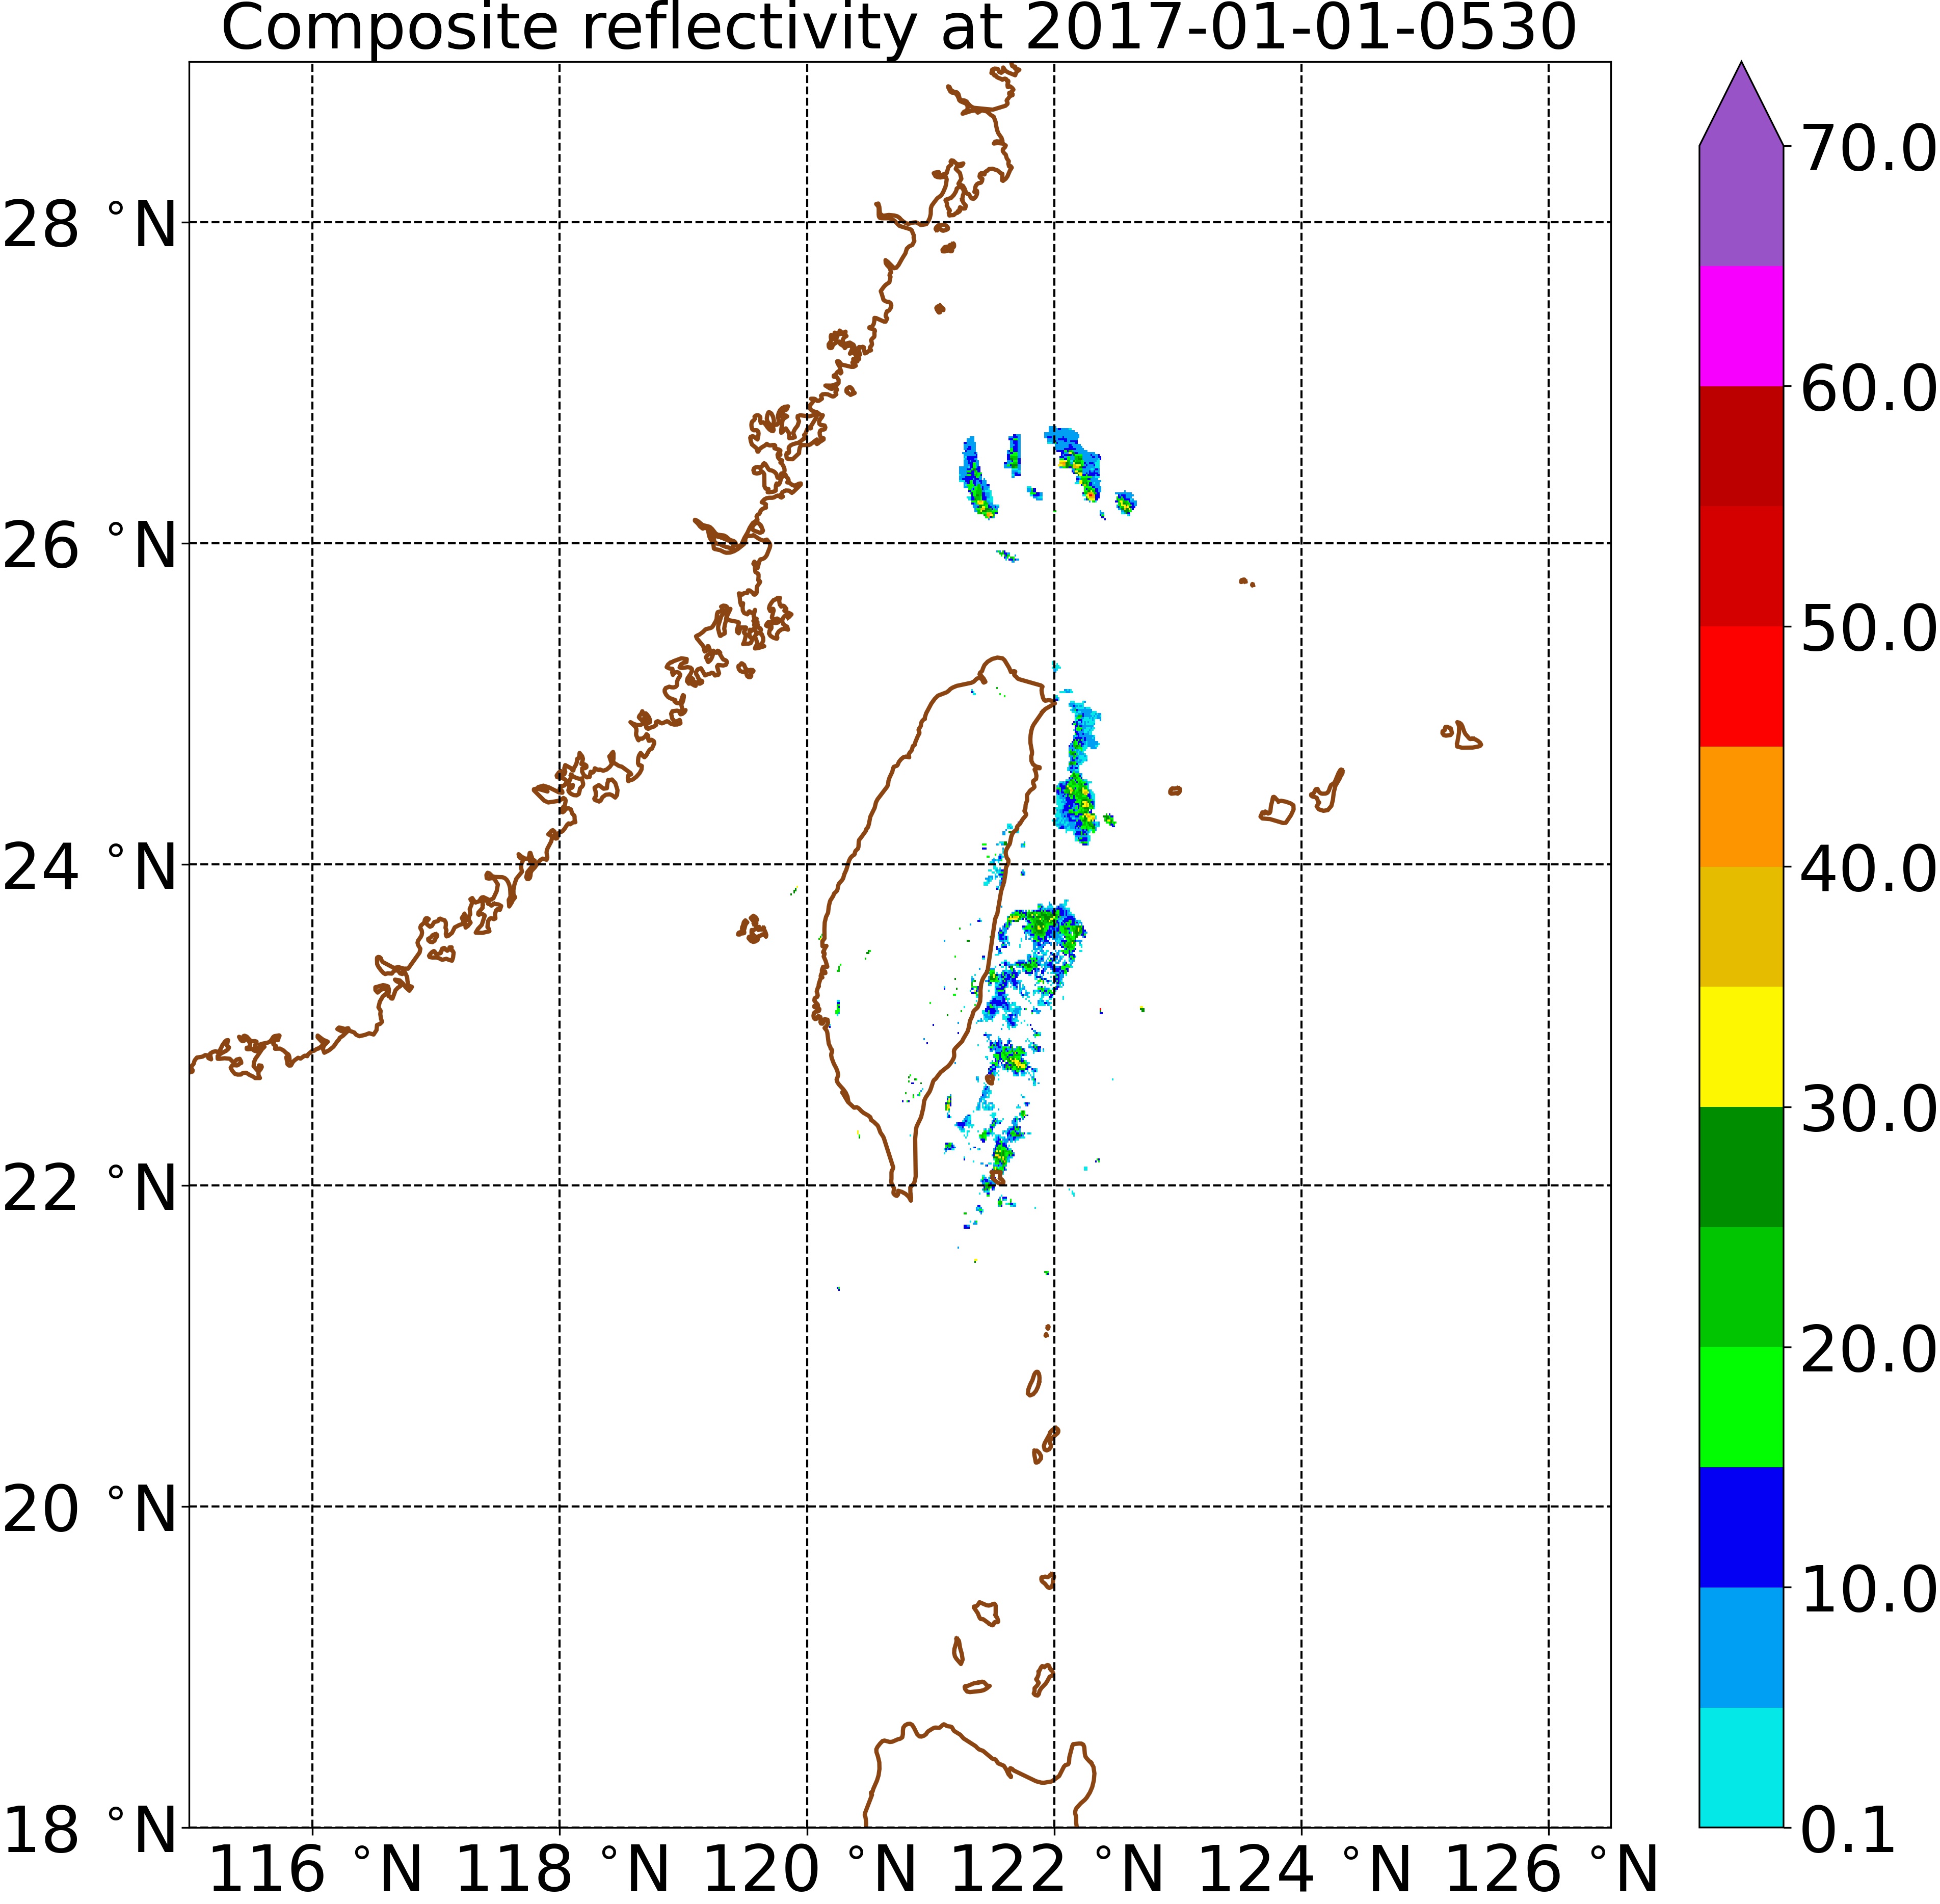 Composite reflectivity at 2017-01-01-0530
28 °N
26 °N
24 °N
22 °N
20 °N
18 °N
116 °N 118 °N 120 °N 122 °N 124 °N 126 °N
70.0
60.0
50.0
40.0
30.0
20.0
10.0
0.1